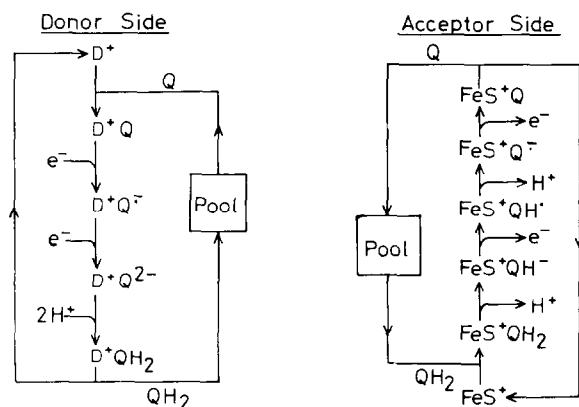 Donor Side
D⁺
Q
D⁺Q
e⁻
D⁺Q⁻̇
e⁻
D⁺Q²⁻
2H⁺
D⁺QH₂
QH₂
Pool
Acceptor Side
Q
FeS⁺Q
e⁻
FeS⁺Q⁻̇
H⁺
FeS⁺QH·
e⁻
FeS⁺QH⁻
H⁺
FeS⁺QH₂
QH₂
FeS⁺
Pool